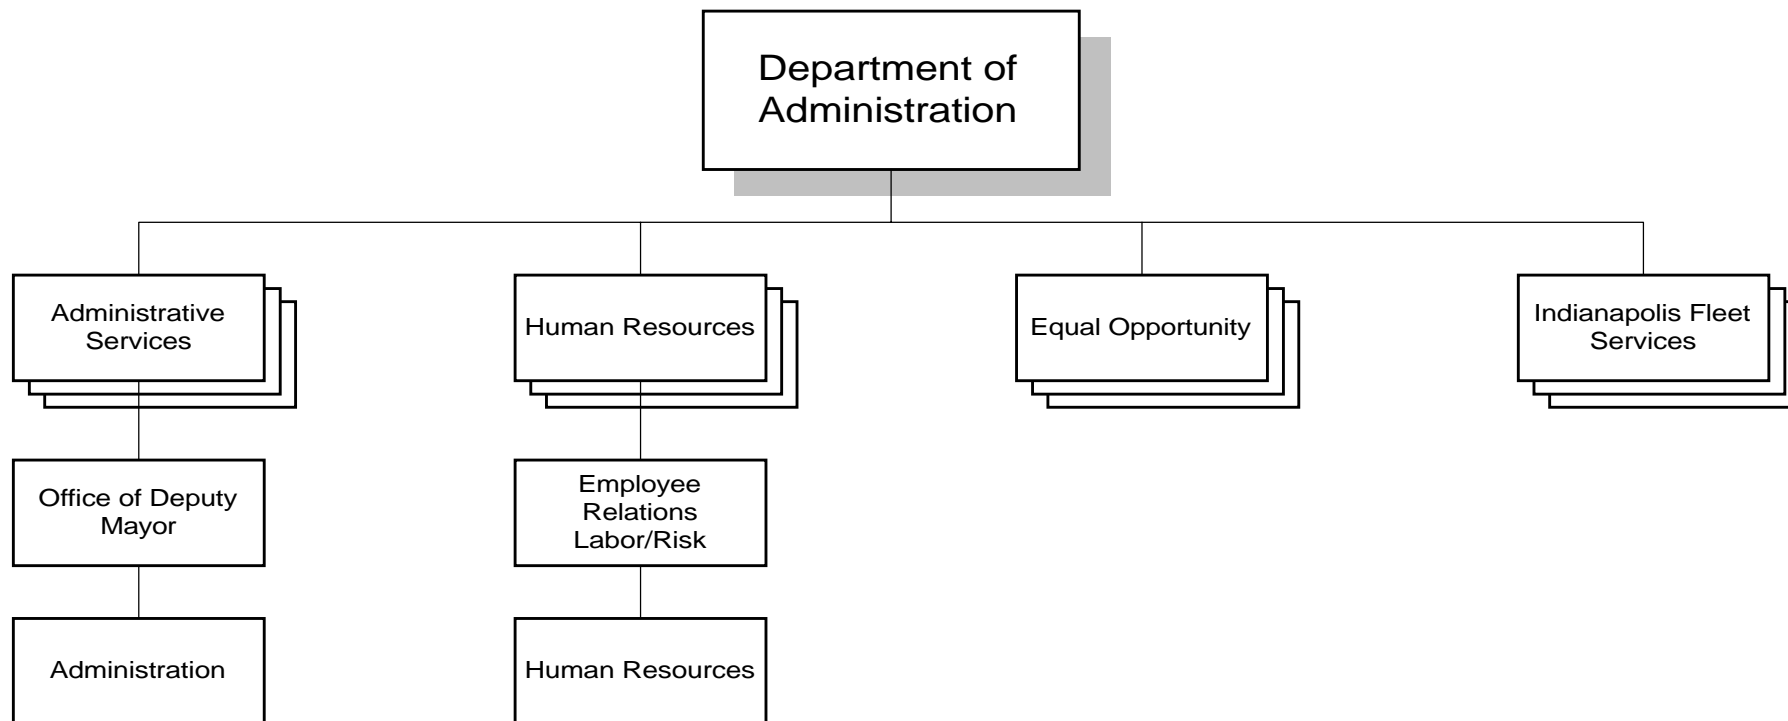 Department of
Administration
Administrative
Services
Human Resources
Equal Opportunity
Indianapolis Fleet
Services
Office of Deputy
Mayor
Employee
Relations
Labor/Risk
Administration
Human Resources